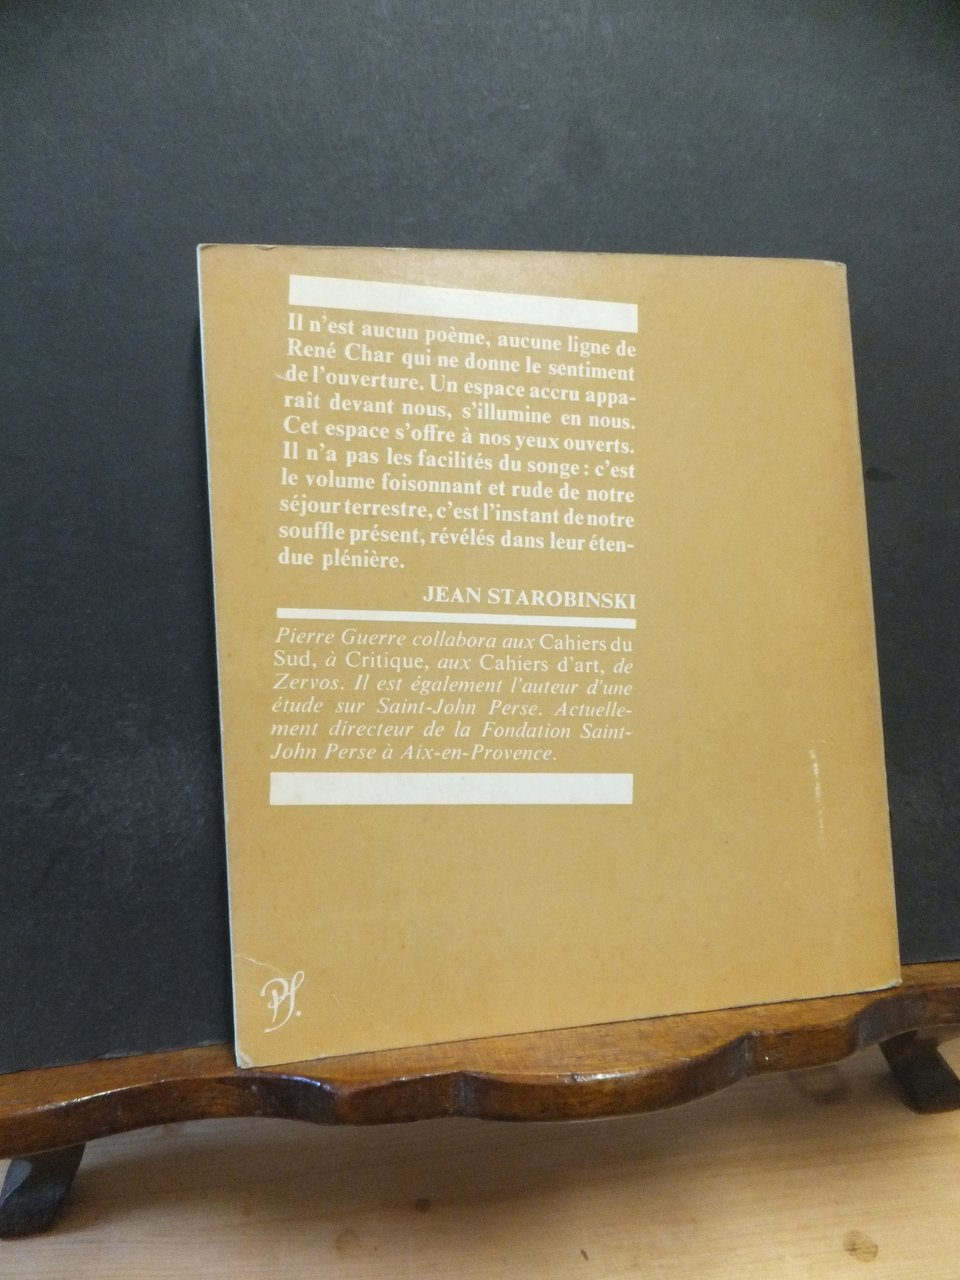 Il n'est aucun poème, aucune ligne de
René Char qui ne donne le sentiment
de l'ouverture. Un espace accru appa-
raît devant nous, s'illumine en nous.
Cet espace s'offre à nos yeux ouverts.
Il n'a pas les facilités du songe : c'est
le volume foisonnant et rude de notre
séjour terrestre, c'est l'instant de notre
souffle présent, révélés dans leur éten-
due plénière.
JEAN STAROBINSKI
Pierre Guerre collabora aux Cahiers du
Sud, à Critique, aux Cahiers d'art, de
Zervos. Il est également l'auteur d'une
étude sur Saint-John Perse. Actuelle-
ment directeur de la Fondation Saint-
John Perse à Aix-en-Provence.